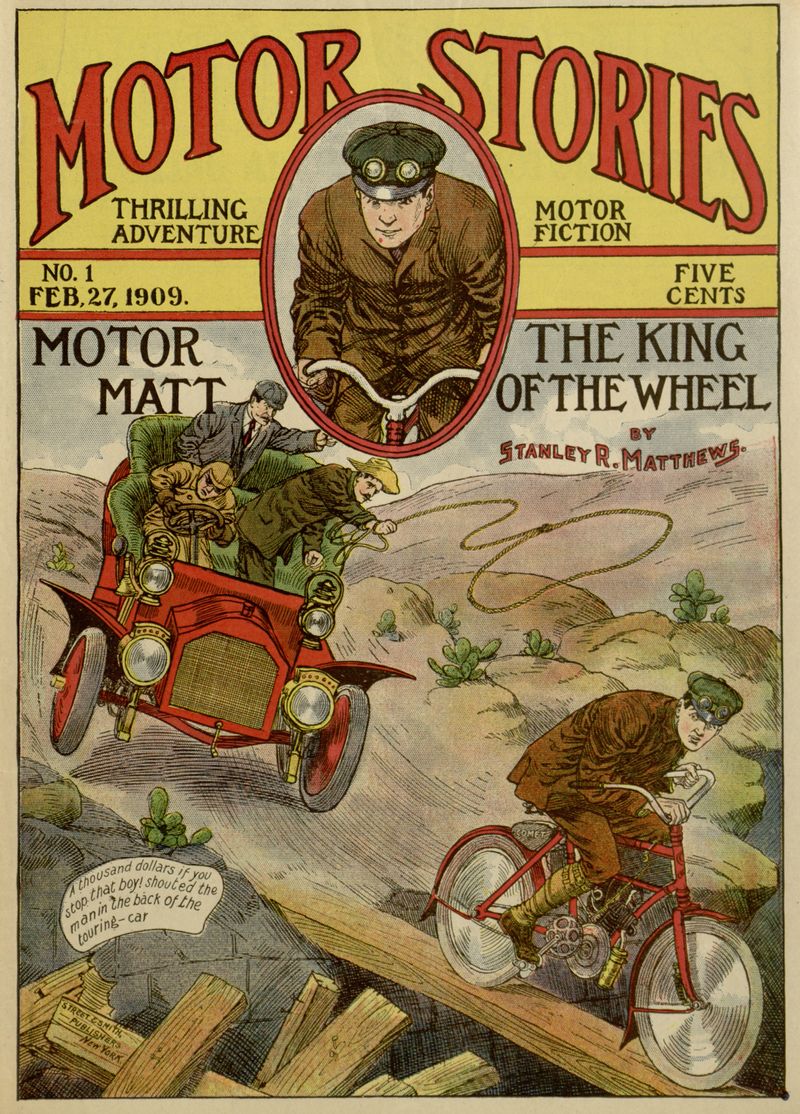 MOTOR STORIES
THRILLING
ADVENTURE
MOTOR
FICTION
NO. 1
FEB, 27, 1909.
FIVE
CENTS
MOTOR
MATT
THE KING
OF THE WHEEL
BY
STANLEY R. MATTHEWS.
COMET
A thousand dollars if you
stop that boy! shouted the
man in the back of the
touring-car
STREET & SMITH,
PUBLISHERS
NEW YORK